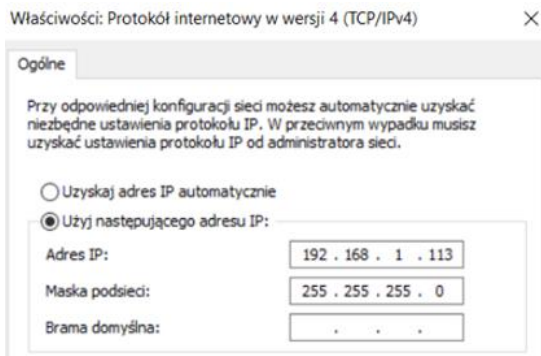 Właściwości: Protokół internetowy w wersji 4 (TCP/IPv4)
Ogólne
Przy odpowiedniej konfiguracji sieci możesz automatycznie uzyskać
niezbędne ustawienia protokołu IP. W przeciwnym wypadku musisz
uzyskać ustawienia protokołu IP od administratora sieci.
Uzyskaj adres IP automatycznie
Użyj następującego adresu IP:
Adres IP: 192 . 168 . 1 . 113
Maska podsieci: 255 . 255 . 255 . 0
Brama domyślna: . . .